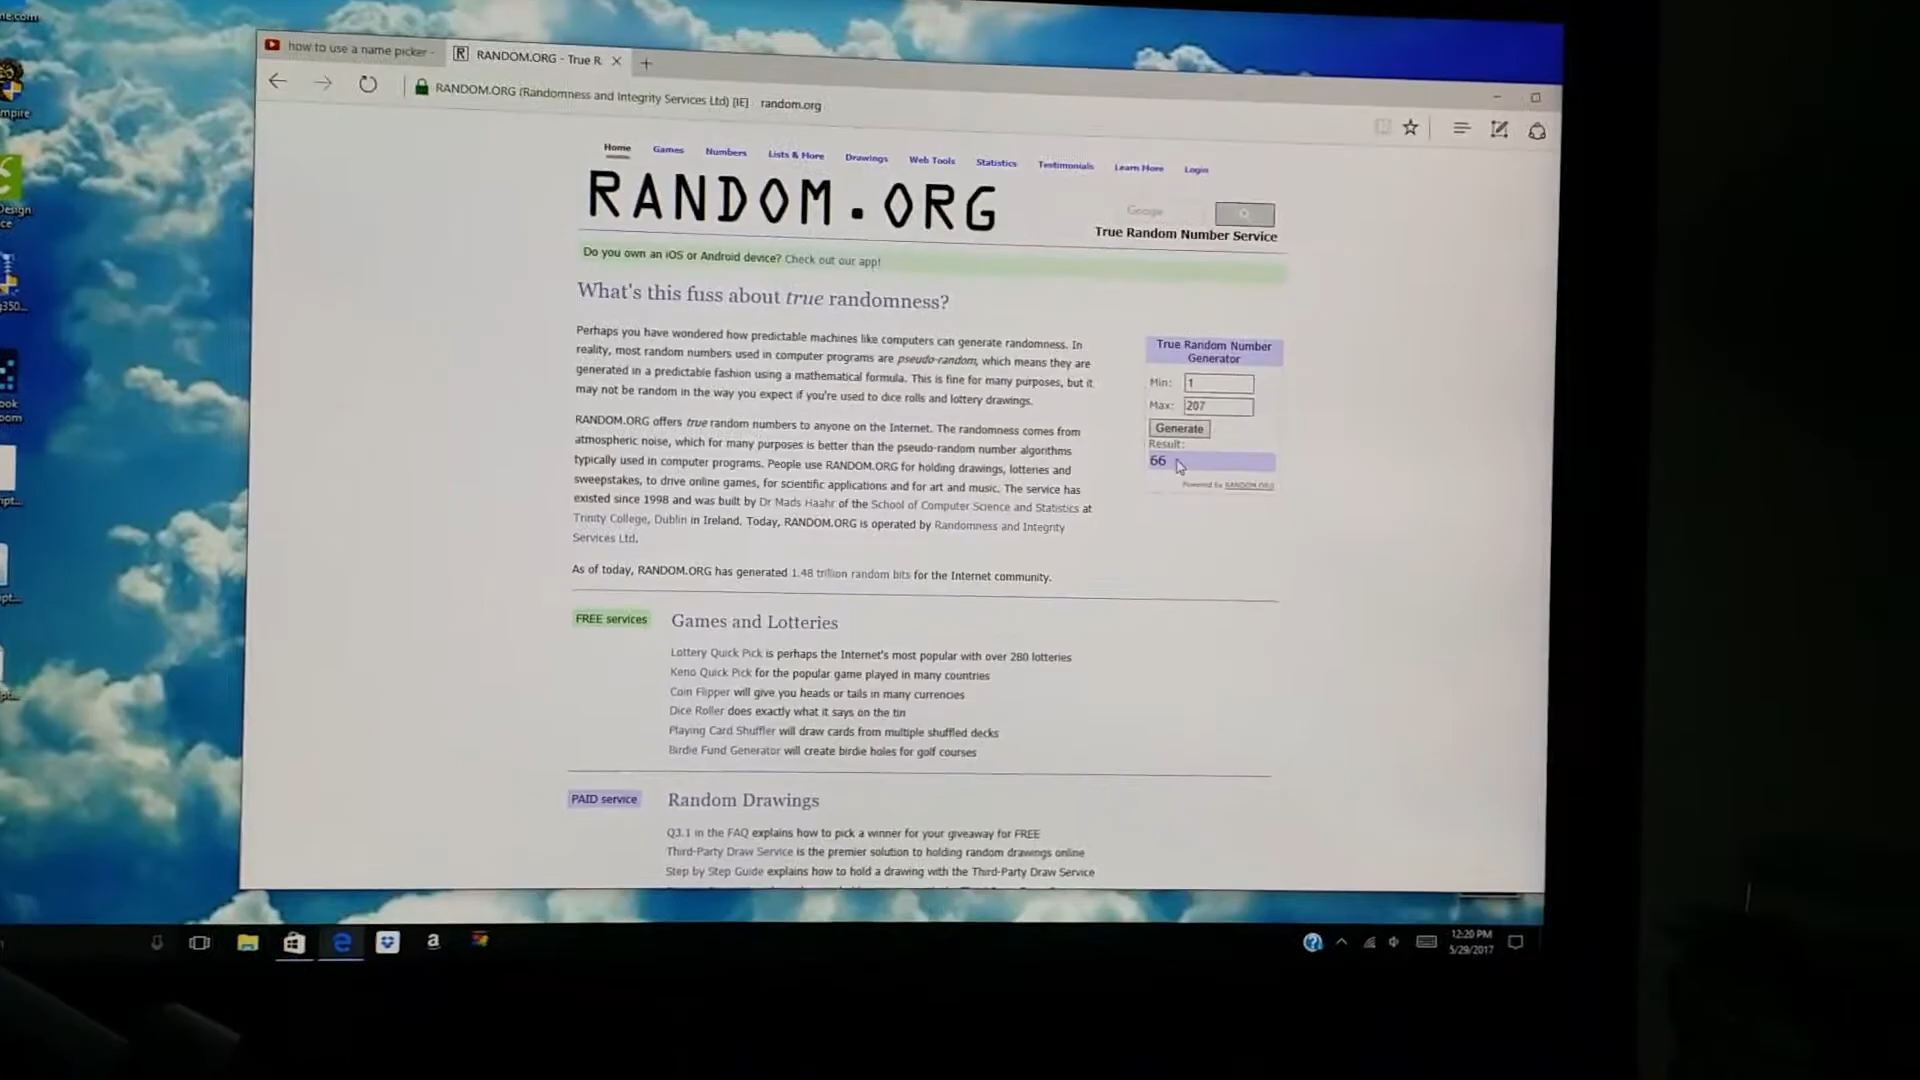 how to use a name picker -
RANDOM.ORG - True R
RANDOM.ORG (Randomness and Integrity Services Ltd) [IE] random.org
Home Games Numbers Lists & More Drawings Web Tools Statistics Testimonials Learn More Login
RANDOM.ORG
Google
True Random Number Service
Do you own an iOS or Android device? Check out our app!
What's this fuss about true randomness?
Perhaps you have wondered how predictable machines like computers can generate randomness. In
reality, most random numbers used in computer programs are pseudo-random, which means they are
generated in a predictable fashion using a mathematical formula. This is fine for many purposes, but it
may not be random in the way you expect if you're used to dice rolls and lottery drawings.
RANDOM.ORG offers true random numbers to anyone on the Internet. The randomness comes from
atmospheric noise, which for many purposes is better than the pseudo-random number algorithms
typically used in computer programs. People use RANDOM.ORG for holding drawings, lotteries and
sweepstakes, to drive online games, for scientific applications and for art and music. The service has
existed since 1998 and was built by Dr Mads Haahr of the School of Computer Science and Statistics at
Trinity College, Dublin in Ireland. Today, RANDOM.ORG is operated by Randomness and Integrity
Services Ltd.
As of today, RANDOM.ORG has generated 1.48 trillion random bits for the Internet community.
True Random Number
Generator
Min: 1
Max: 207
Generate
Result:
66
Powered by RANDOM.ORG
FREE services
Games and Lotteries
Lottery Quick Pick is perhaps the Internet's most popular with over 280 lotteries
Keno Quick Pick for the popular game played in many countries
Coin Flipper will give you heads or tails in many currencies
Dice Roller does exactly what it says on the tin
Playing Card Shuffler will draw cards from multiple shuffled decks
Birdie Fund Generator will create birdie holes for golf courses
PAID service
Random Drawings
Q3.1 in the FAQ explains how to pick a winner for your giveaway for FREE
Third-Party Draw Service is the premier solution to holding random drawings online
Step by Step Guide explains how to hold a drawing with the Third-Party Draw Service
12:20 PM
5/29/2017